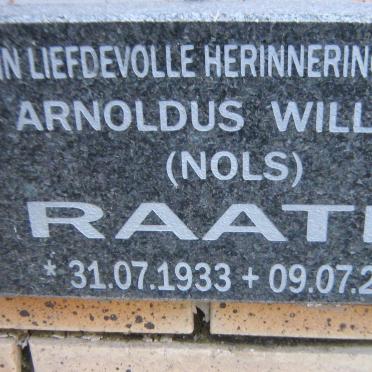 IN LIEFDEVOLLE HERINNERING
ARNOLDUS WILL
(NOLS)
RAAT
* 31.07.1933 + 09.07.2